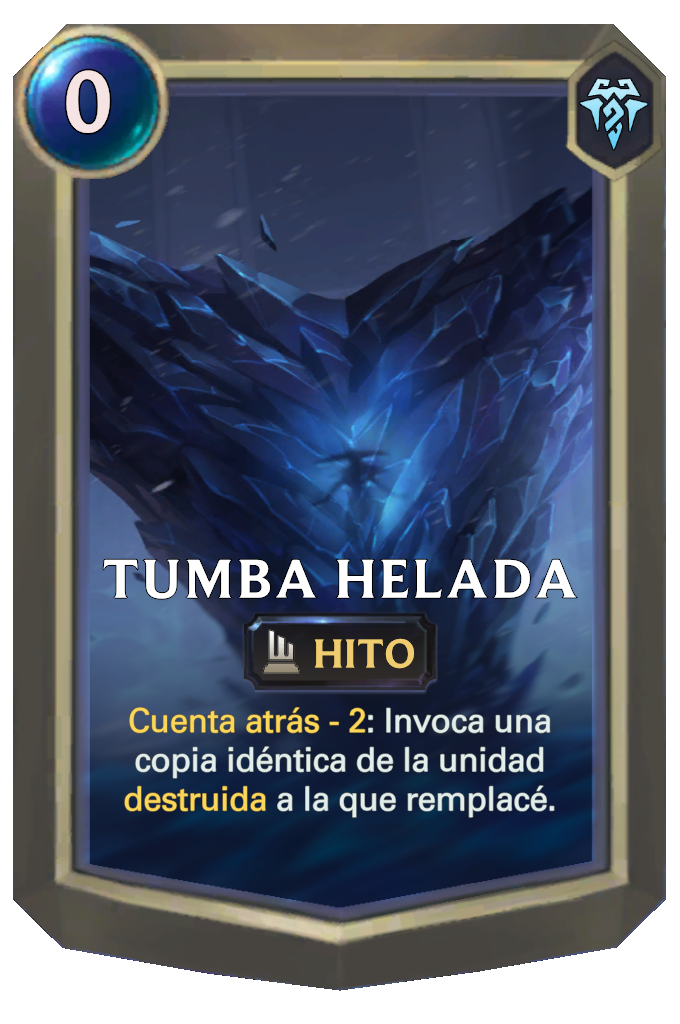 0
TUMBA HELADA
HITO
Cuenta atrás - 2: Invoca una
copia idéntica de la unidad
destruida a la que remplacé.